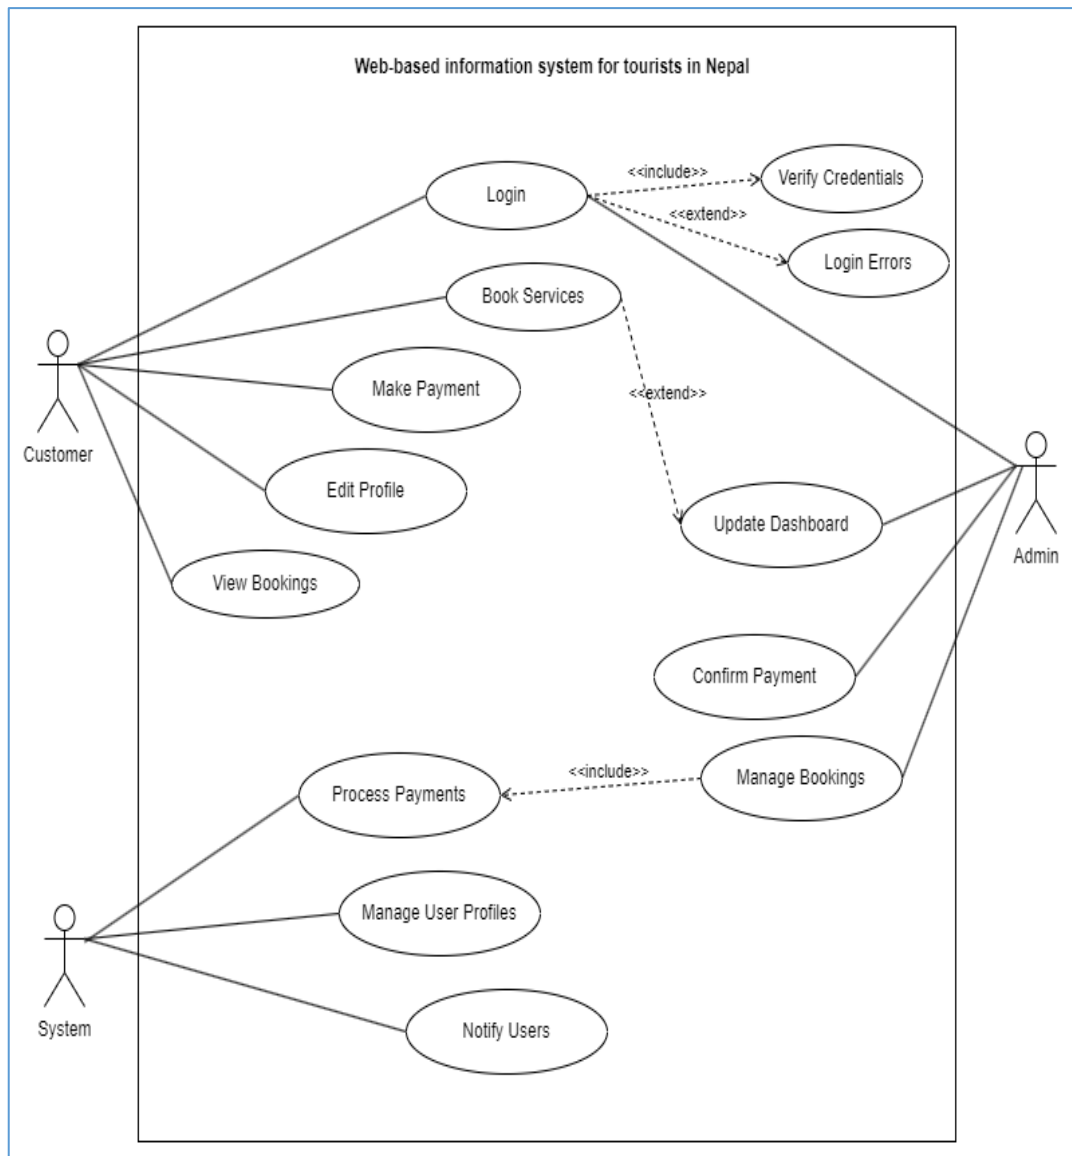 Web-based information system for tourists in Nepal
<<include>>
Verify Credentials
Login
<<extend>>
Login Errors
Book Services
Make Payment
<<extend>>
Customer
Edit Profile
Update Dashboard
Admin
View Bookings
Confirm Payment
<<include>>
Manage Bookings
Process Payments
Manage User Profiles
System
Notify Users